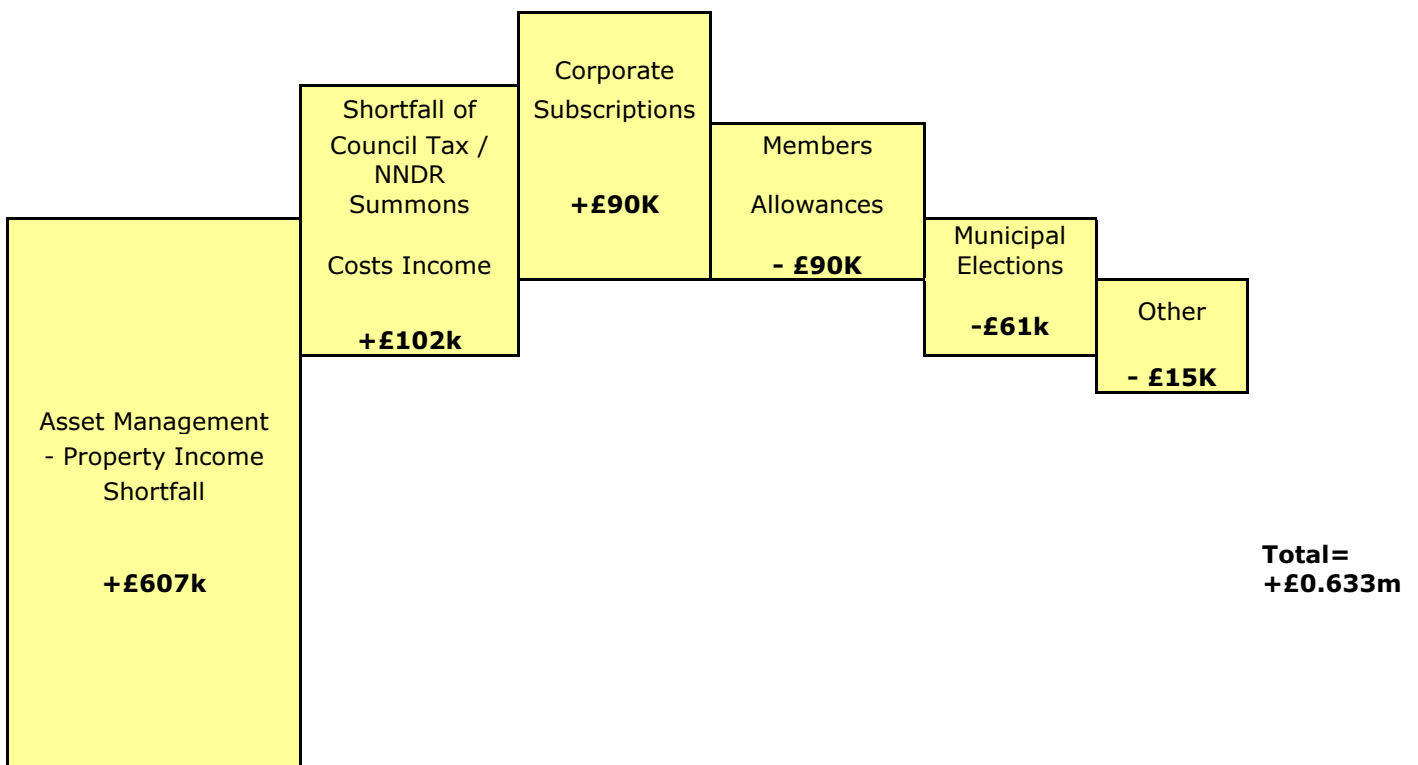 Asset Management
- Property Income
Shortfall
+£607k
Shortfall of
Council Tax /
NNDR
Summons
Costs Income
+£102k
Corporate
Subscriptions
+£90K
Members
Allowances
- £90K
Municipal
Elections
-£61k
Other
- £15K
Total=
+£0.633m